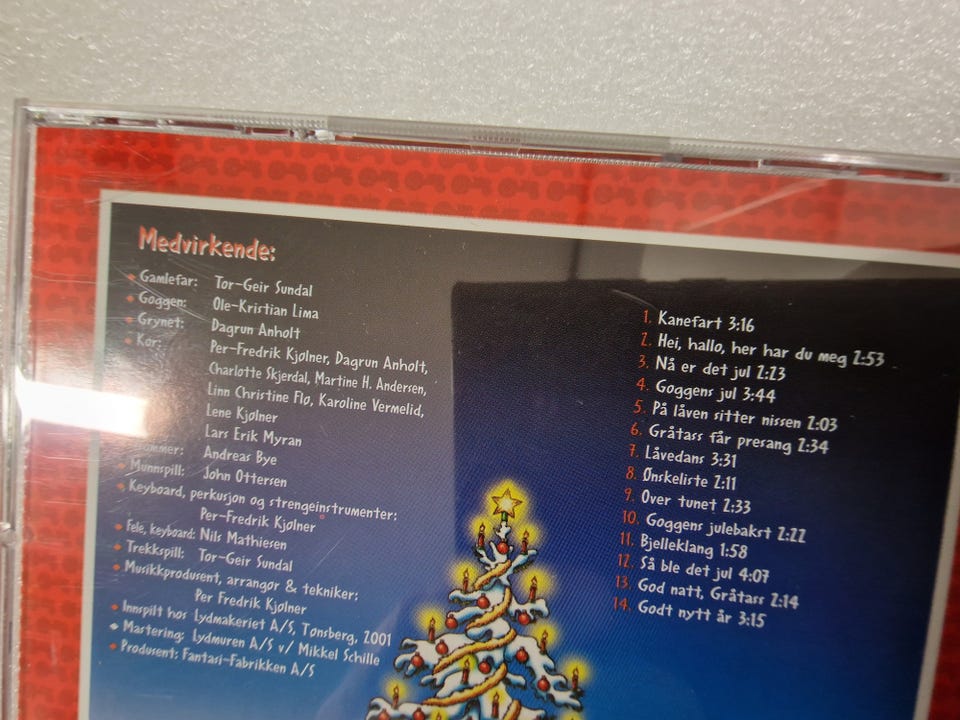 Medvirkende:
Gamlefar: Tor-Geir Sundal
Goggen: Ole-Kristian Lima
Grynet: Dagrun Anholt
Kor: Per-Fredrik Kjølner, Dagrun Anholt,
Charlotte Skjerdal, Martine H. Andersen,
Linn Christine Flø, Karoline Vermelid,
Lene Kjølner
Lars Erik Myran
Andreas Bye
Munnspill: John Ottersen
Keyboard, perkusjon og strengeinstrumenter:
Per-Fredrik Kjølner
Fele, keyboard: Nils Mathiesen
Trekkspill: Tor-Geir Sundal
Musikkprodusent, arrangør & tekniker:
Per Fredrik Kjølner
Innspilt hos Lydmakeriet A/S, Tønsberg, 2001
Mastering: Lydmuren A/S v/ Mikkel Schille
Produsent: Fantasi-Fabrikken A/S
1. Kanefart 3:16
2. Hei, hallo, her har du meg 2:53
3. Nå er det jul 2:23
4. Goggens jul 3:44
5. På låven sitter nissen 2:03
6. Gråtass får presang 2:34
7. Låvedans 3:31
8. Ønskeliste 2:11
9. Over tunet 2:33
10. Goggens julebakst 2:22
11. Bjelleklang 1:58
12. Så ble det jul 4:07
13. God natt, Gråtass 2:14
14. Godt nytt år 3:15